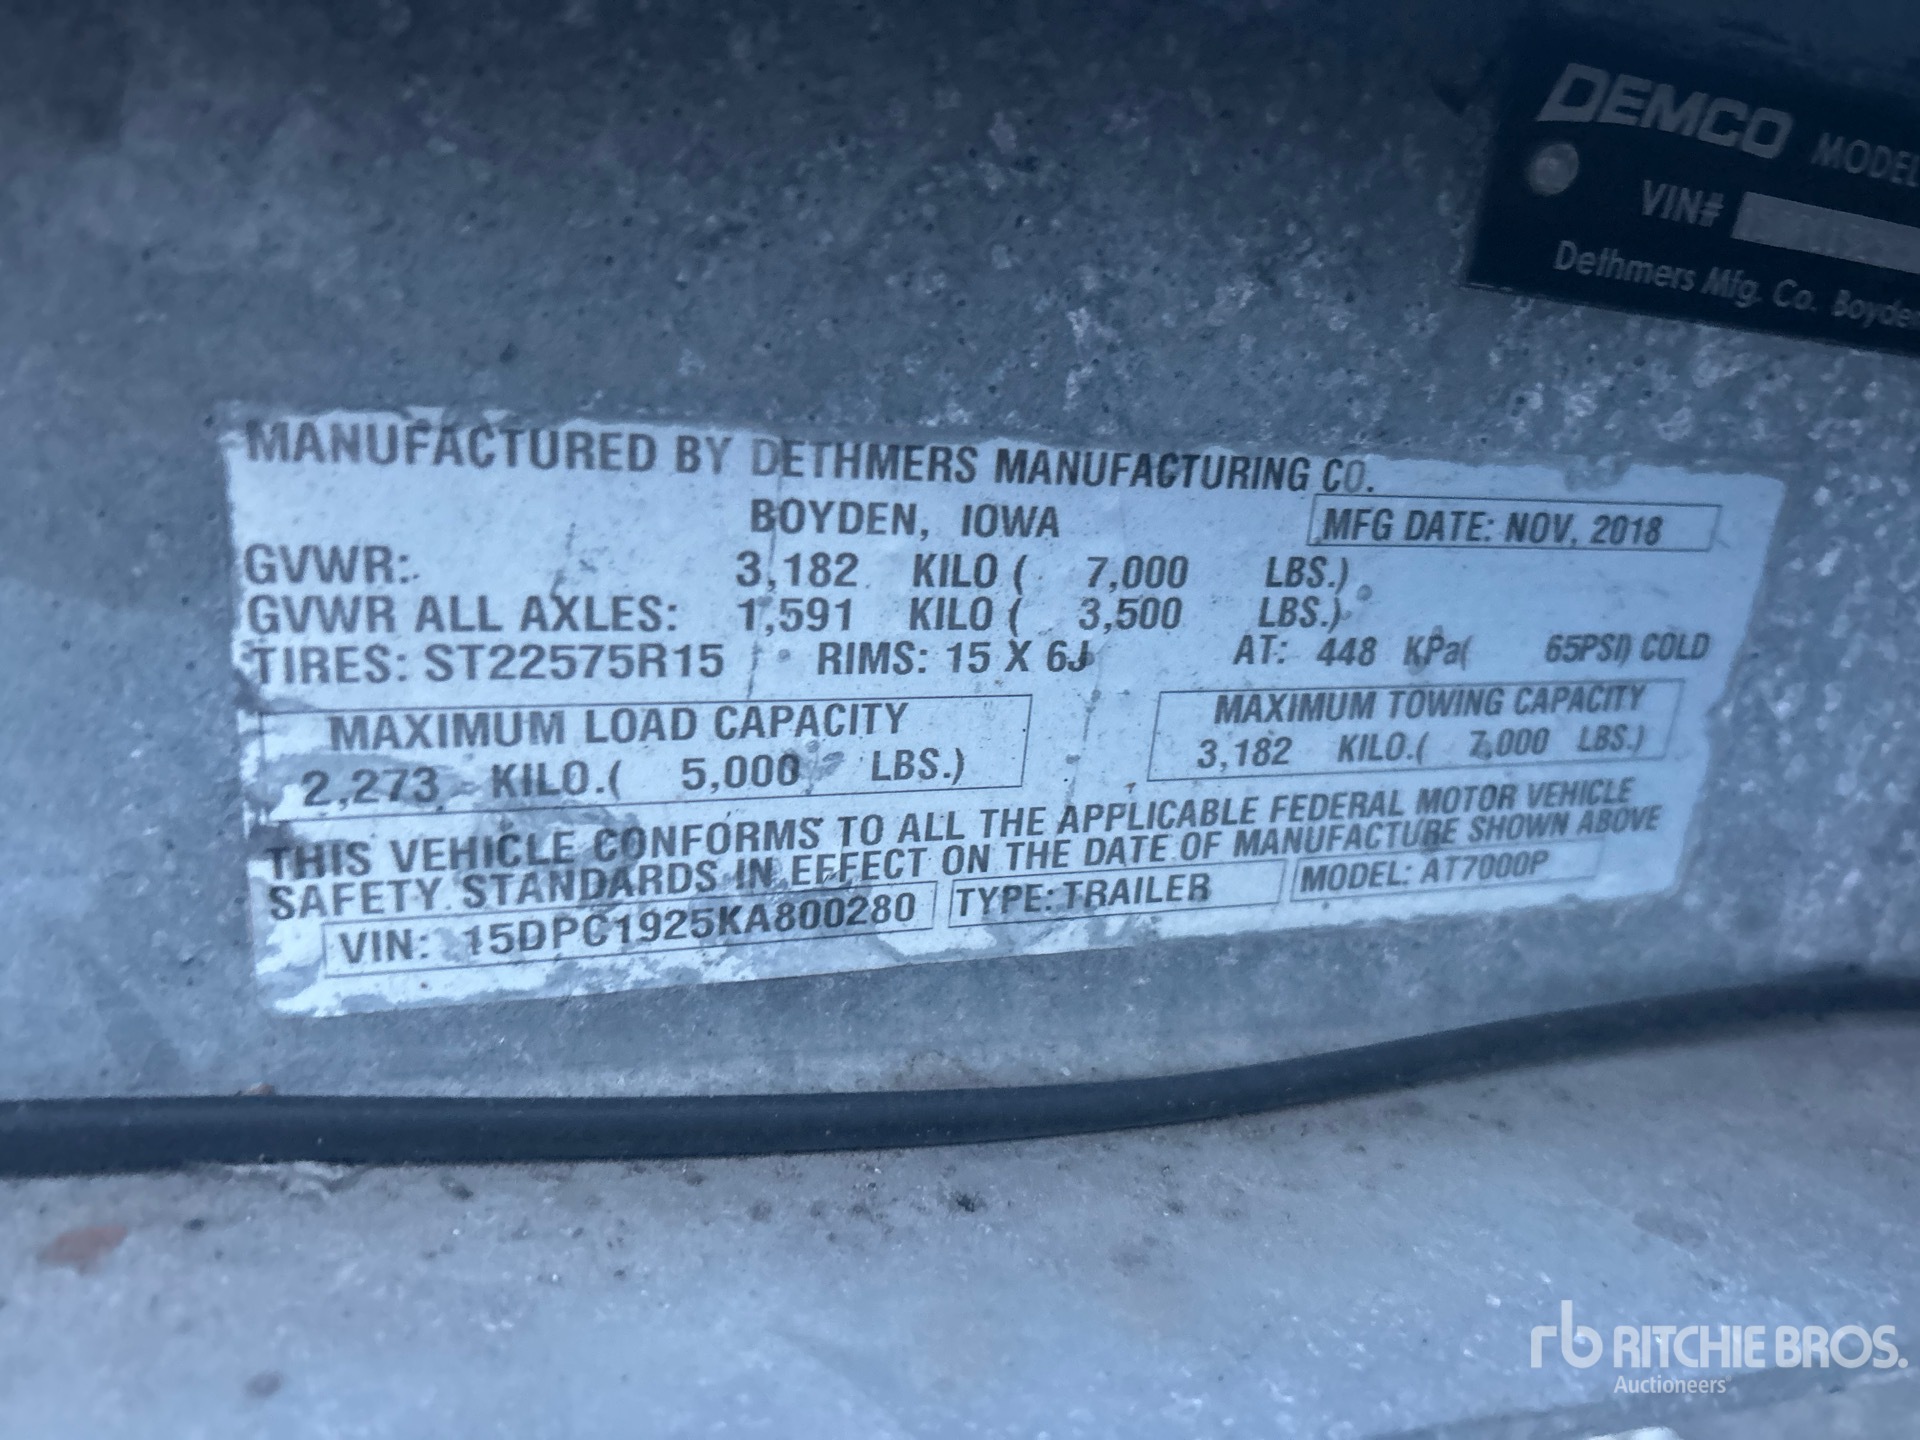 DEMCO MODEL
VIN#
Dethmers Mfg. Co. Boyden
MANUFACTURED BY DETHMERS MANUFACTURING CO.
BOYDEN, IOWA
MFG DATE: NOV, 2018
GVWR: 3,182 KILO ( 7,000 LBS.)
GVWR ALL AXLES: 1,591 KILO ( 3,500 LBS.)
TIRES: ST22575R15 RIMS: 15 X 6J AT: 448 KPa( 65PSI) COLD
MAXIMUM LOAD CAPACITY
2,273 KILO.( 5,000 LBS.)
MAXIMUM TOWING CAPACITY
3,182 KILO.( 7,000 LBS.)
THIS VEHICLE CONFORMS TO ALL THE APPLICABLE FEDERAL MOTOR VEHICLE
SAFETY STANDARDS IN EFFECT ON THE DATE OF MANUFACTURE SHOWN ABOVE
VIN: 15DPC1925KA800280 TYPE: TRAILER MODEL: AT7000P
rb RITCHIE BROS.
Auctioneers